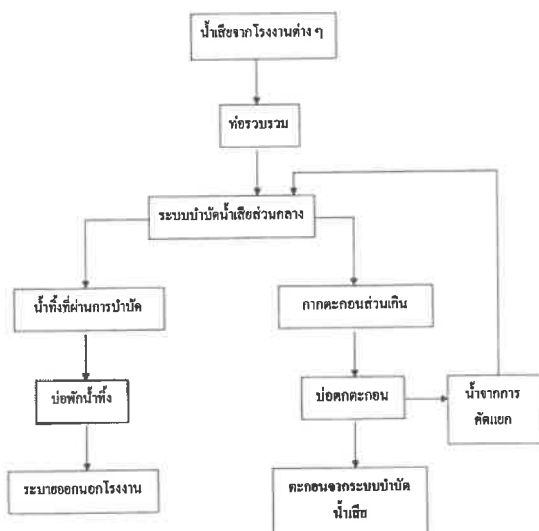 น้ำเสียจากโรงงานต่าง ๆ
ท่อรวบรวม
ระบบบำบัดน้ำเสียส่วนกลาง
น้ำทิ้งที่ผ่านการบำบัด
กากตะกอนส่วนเกิน
บ่อพักน้ำทิ้ง
บ่อตกตะกอน
น้ำจากการ
คัดแยก
ระบายออกนอกโรงงาน
ตะกอนจากระบบบำบัด
น้ำเสีย